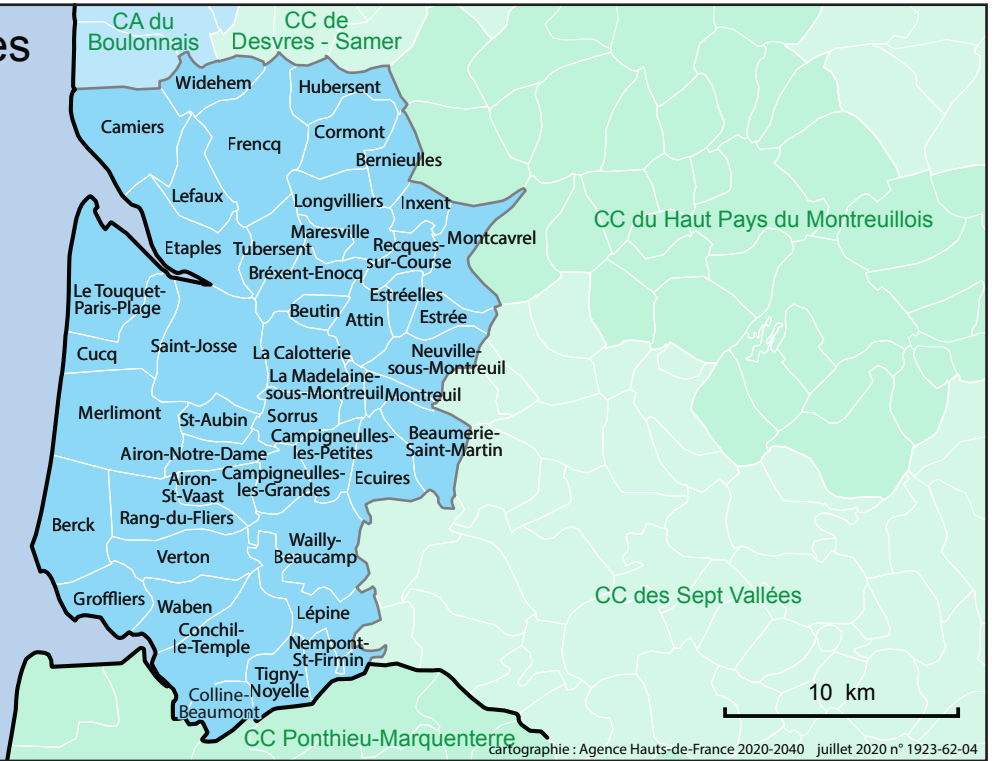 es
CA du
Boulonnais
CC de
Desvres - Samer
Widehem
Hubersent
Camiers
Cormont
Frencq
Bernieulles
Lefaux
Longvilliers
Inxent
CC du Haut Pays du Montreuillois
Maresville
Montcavrel
Etaples
Tubersent
Recques-
sur-Course
Bréxent-Enocq
Le Touquet-
Paris-Plage
Estréelles
Beutin
Attin
Estrée
Cucq
Saint-Josse
La Calotterie
Neuville-
sous-Montreuil
La Madelaine-
sous-Montreuil
Montreuil
Merlimont
St-Aubin
Sorrus
Campigneulles-
les-Petites
Beaumerie-
Saint-Martin
Airon-Notre-Dame
Airon-
St-Vaast
Campigneulles-
les-Grandes
Ecuires
Berck
Rang-du-Fliers
Verton
Wailly-
Beaucamp
Groffliers
Waben
Lépine
CC des Sept Vallées
Conchil-
le-Temple
Nempont-
St-Firmin
Tigny-
Noyelle
Colline-
Beaumont
10 km
CC Ponthieu-Marquenterre
cartographie : Agence Hauts-de-France 2020-2040 juillet 2020 n° 1923-62-04